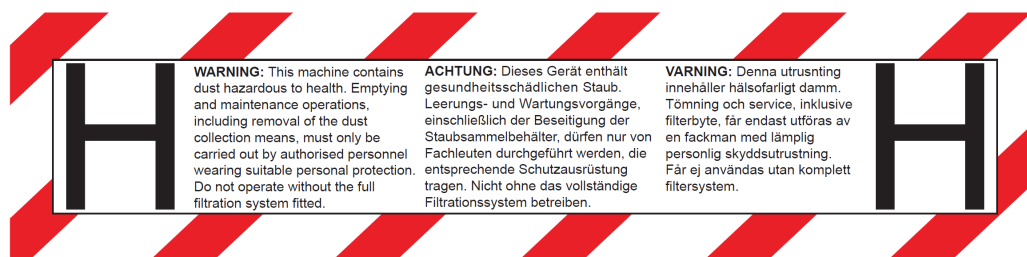 H
WARNING: This machine contains
dust hazardous to health. Emptying
and maintenance operations,
including removal of the dust
collection means, must only be
carried out by authorised personnel
wearing suitable personal protection.
Do not operate without the full
filtration system fitted.
ACHTUNG: Dieses Gerät enthält
gesundheitsschädlichen Staub.
Leerungs- und Wartungsvorgänge,
einschließlich der Beseitigung der
Staubsammelbehälter, dürfen nur von
Fachleuten durchgeführt werden, die
entsprechende Schutzausrüstung
tragen. Nicht ohne das vollständige
Filtrationssystem betreiben.
VARNING: Denna utrusnting
innehåller hälsofarligt damm.
Tömning och service, inklusive
filterbyte, får endast utföras av
en fackman med lämplig
personlig skyddsutrustning.
Får ej användas utan komplett
filtersystem.
H